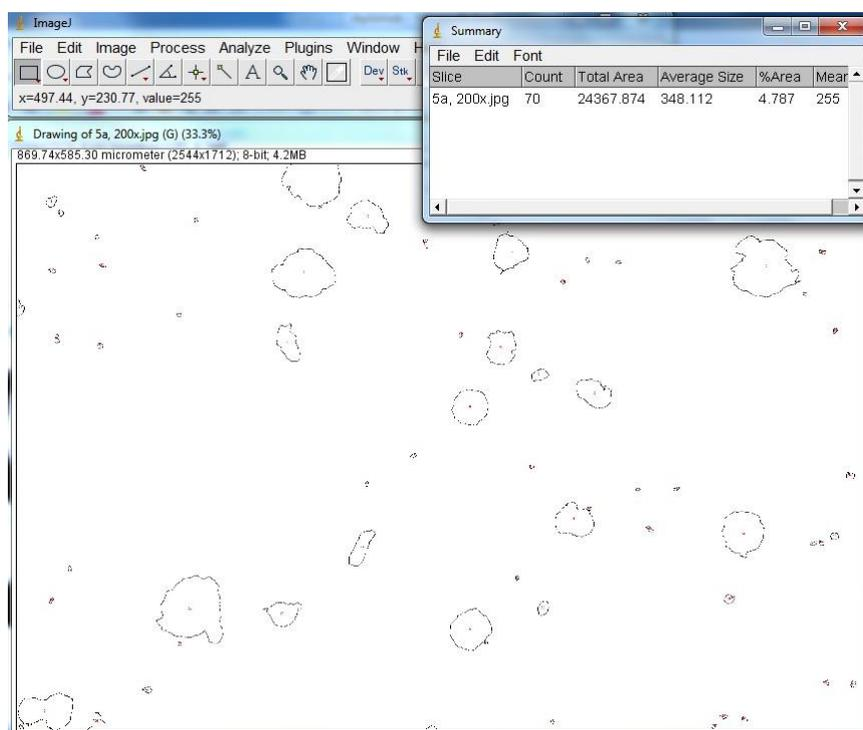 ImageJ
File Edit Image Process Analyze Plugins Window H
A Dev Stk
x=497.44, y=230.77, value=255
Summary
File Edit Font
Slice Count Total Area Average Size %Area Mean
5a, 200x.jpg 70 24367.874 348.112 4.787 255
Drawing of 5a, 200x.jpg (G) (33.3%)
869.74x585.30 micrometer (2544x1712); 8-bit; 4.2MB